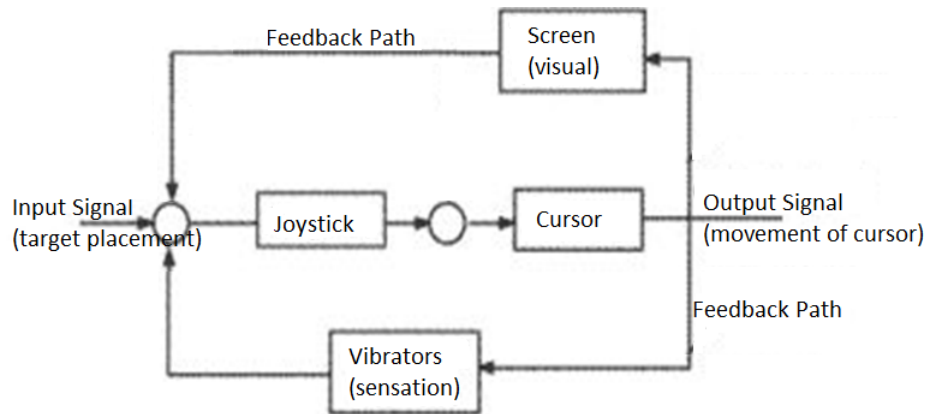 Feedback Path
Screen
(visual)
Input Signal
(target placement)
Joystick
Cursor
Output Signal
(movement of cursor)
Feedback Path
Vibrators
(sensation)